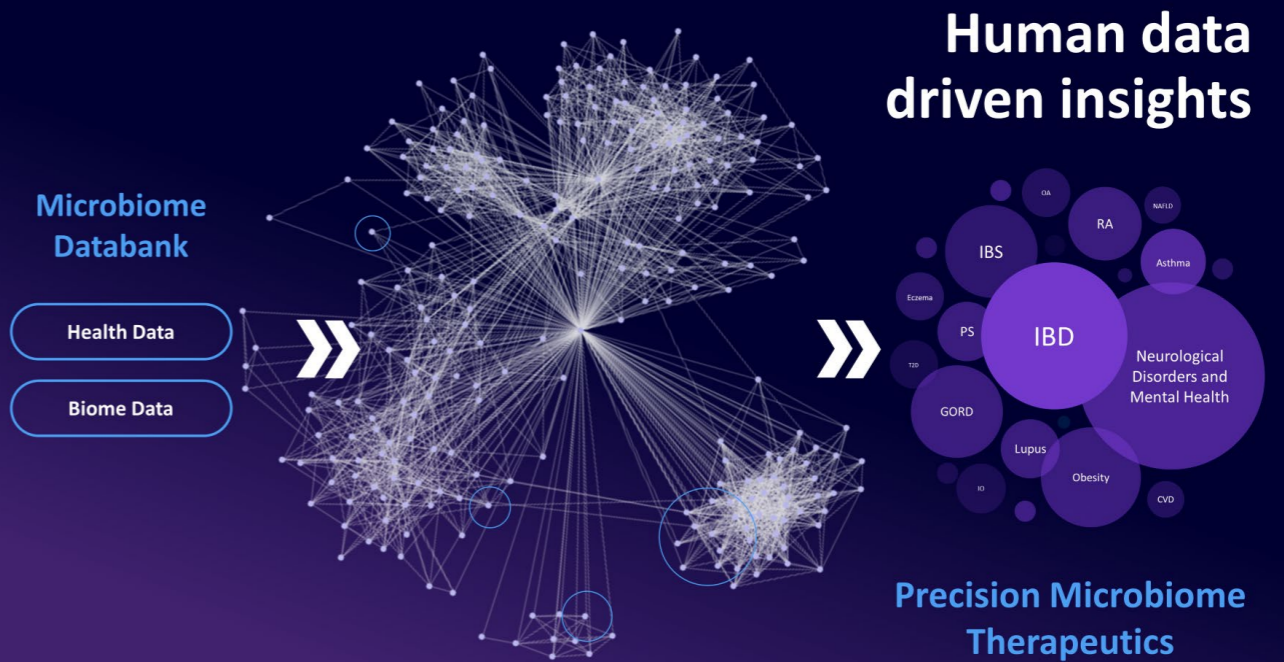 Human data
driven insights
Microbiome
Databank
Health Data
Biome Data
OA
NAFLD
RA
IBS
Asthma
Eczema
PS
IBD
T2D
Neurological
Disorders and
Mental Health
GORD
Lupus
Obesity
IO
CVD
Precision Microbiome
Therapeutics